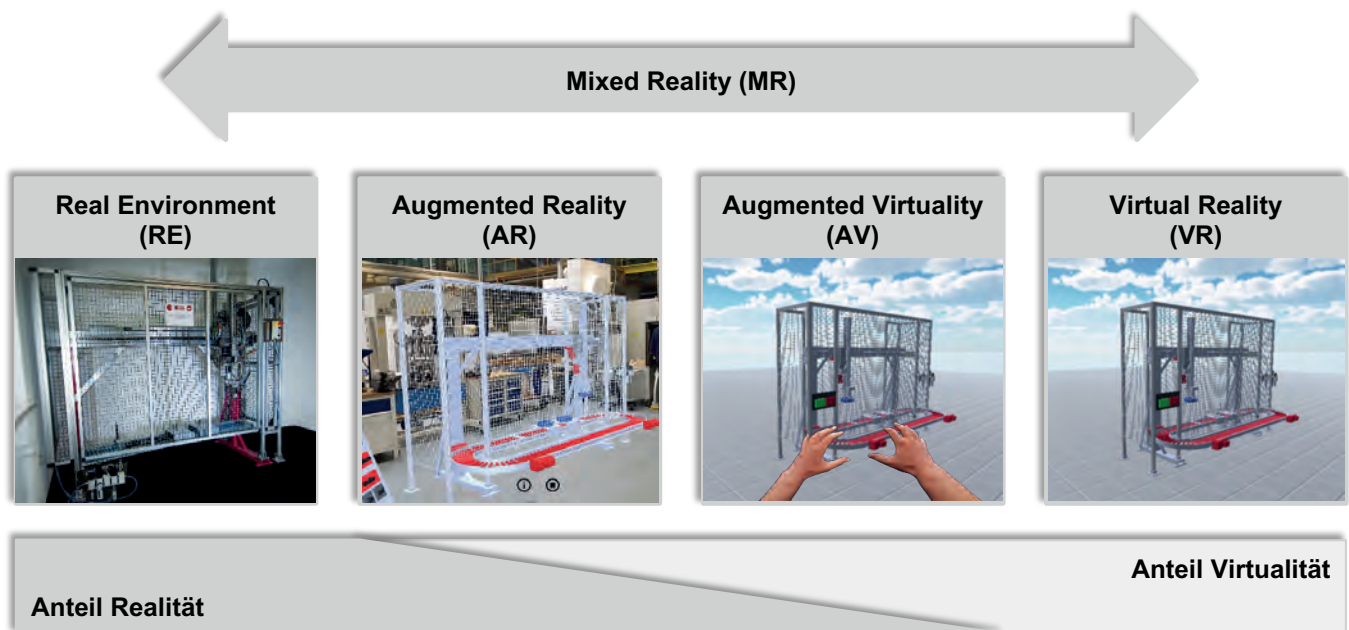 Mixed Reality (MR)
Real Environment
(RE)
Augmented Reality
(AR)
Augmented Virtuality
(AV)
Virtual Reality
(VR)
Anteil Virtualität
Anteil Realität